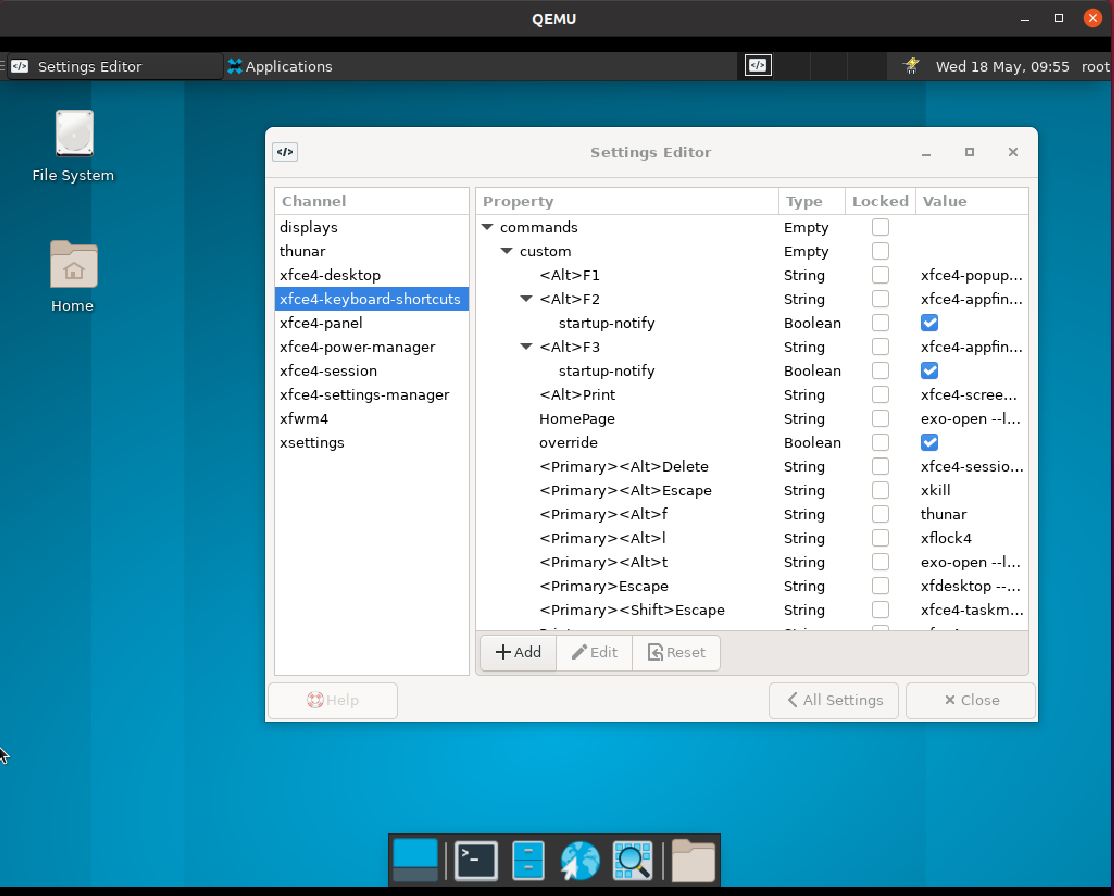 QEMU
Settings Editor
Applications
Wed 18 May, 09:55
root
File System
Home
Settings Editor
Channel
displays
thunar
xfce4-desktop
xfce4-keyboard-shortcuts
xfce4-panel
xfce4-power-manager
xfce4-session
xfce4-settings-manager
xfwm4
xsettings
Property Type Locked Value
commands Empty
custom Empty
<Alt>F1 String xfce4-popup...
<Alt>F2 String xfce4-appfin...
startup-notify Boolean
<Alt>F3 String xfce4-appfin...
startup-notify Boolean
<Alt>Print String xfce4-scree...
HomePage String exo-open --l...
override Boolean
<Primary><Alt>Delete String xfce4-sessio...
<Primary><Alt>Escape String xkill
<Primary><Alt>f String thunar
<Primary><Alt>l String xflock4
<Primary><Alt>t String exo-open --l...
<Primary>Escape String xfdesktop --...
<Primary><Shift>Escape String xfce4-taskm...
Add
Edit
Reset
Help
All Settings
Close